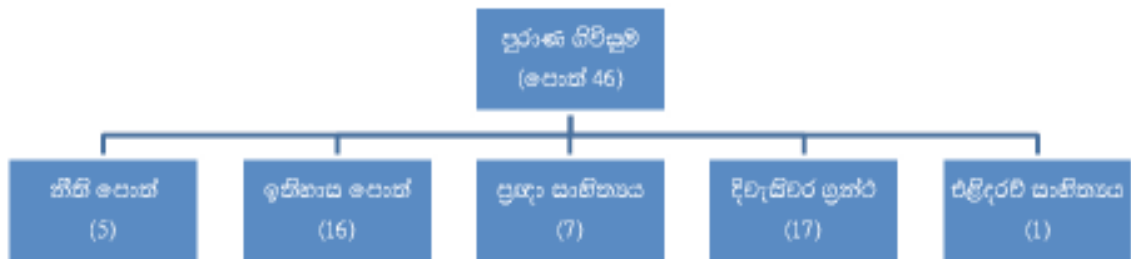 පුරාණ ගිවිසුම
(පොත් 46)
නීති පොත්
(5)
ඉතිහාස පොත්
(16)
ප්‍රඥා සාහිත්‍යය
(7)
දිවැසිවර ග්‍රන්ථ
(17)
එළිදරව් සාහිත්‍යය
(1)